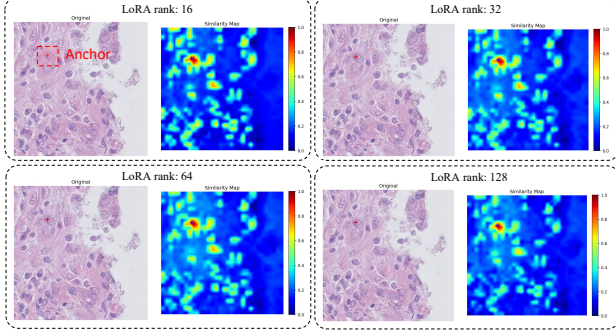 LoRA rank: 16
Original
Similarity Map
Anchor
1.0
0.8
0.6
0.4
0.2
0.0
LoRA rank: 32
Original
Similarity Map
1.0
0.8
0.6
0.4
0.2
0.0
LoRA rank: 64
Original
Similarity Map
1.0
0.8
0.6
0.4
0.2
0.0
LoRA rank: 128
Original
Similarity Map
1.0
0.8
0.6
0.4
0.2
0.0